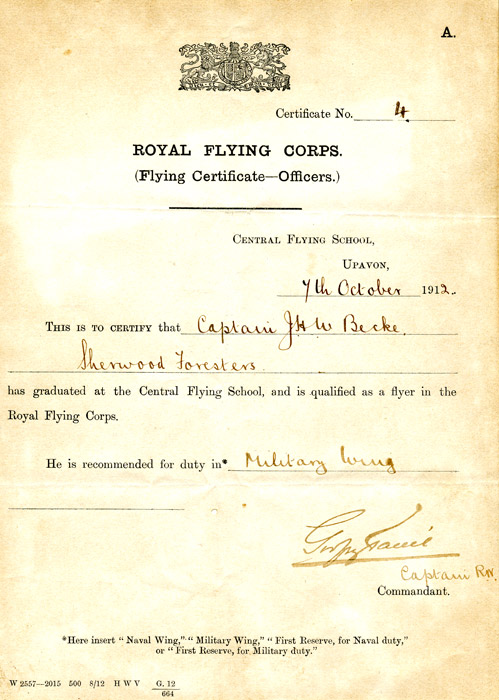 A.
Certificate No. 4.
ROYAL FLYING CORPS.
(Flying Certificate—Officers.)
CENTRAL FLYING SCHOOL,
UPAVON,
7th October 1912.
THIS IS TO CERTIFY that Captain J H W Becke.
Sherwood Foresters.
has graduated at the Central Flying School, and is qualified as a flyer in the
Royal Flying Corps.
He is recommended for duty in* Military Wing
Captain RN.
Commandant.
*Here insert "Naval Wing," "Military Wing," "First Reserve, for Naval duty,"
or "First Reserve, for Military duty."
W 2557—2015 500 8/12 H W V G. 12
664